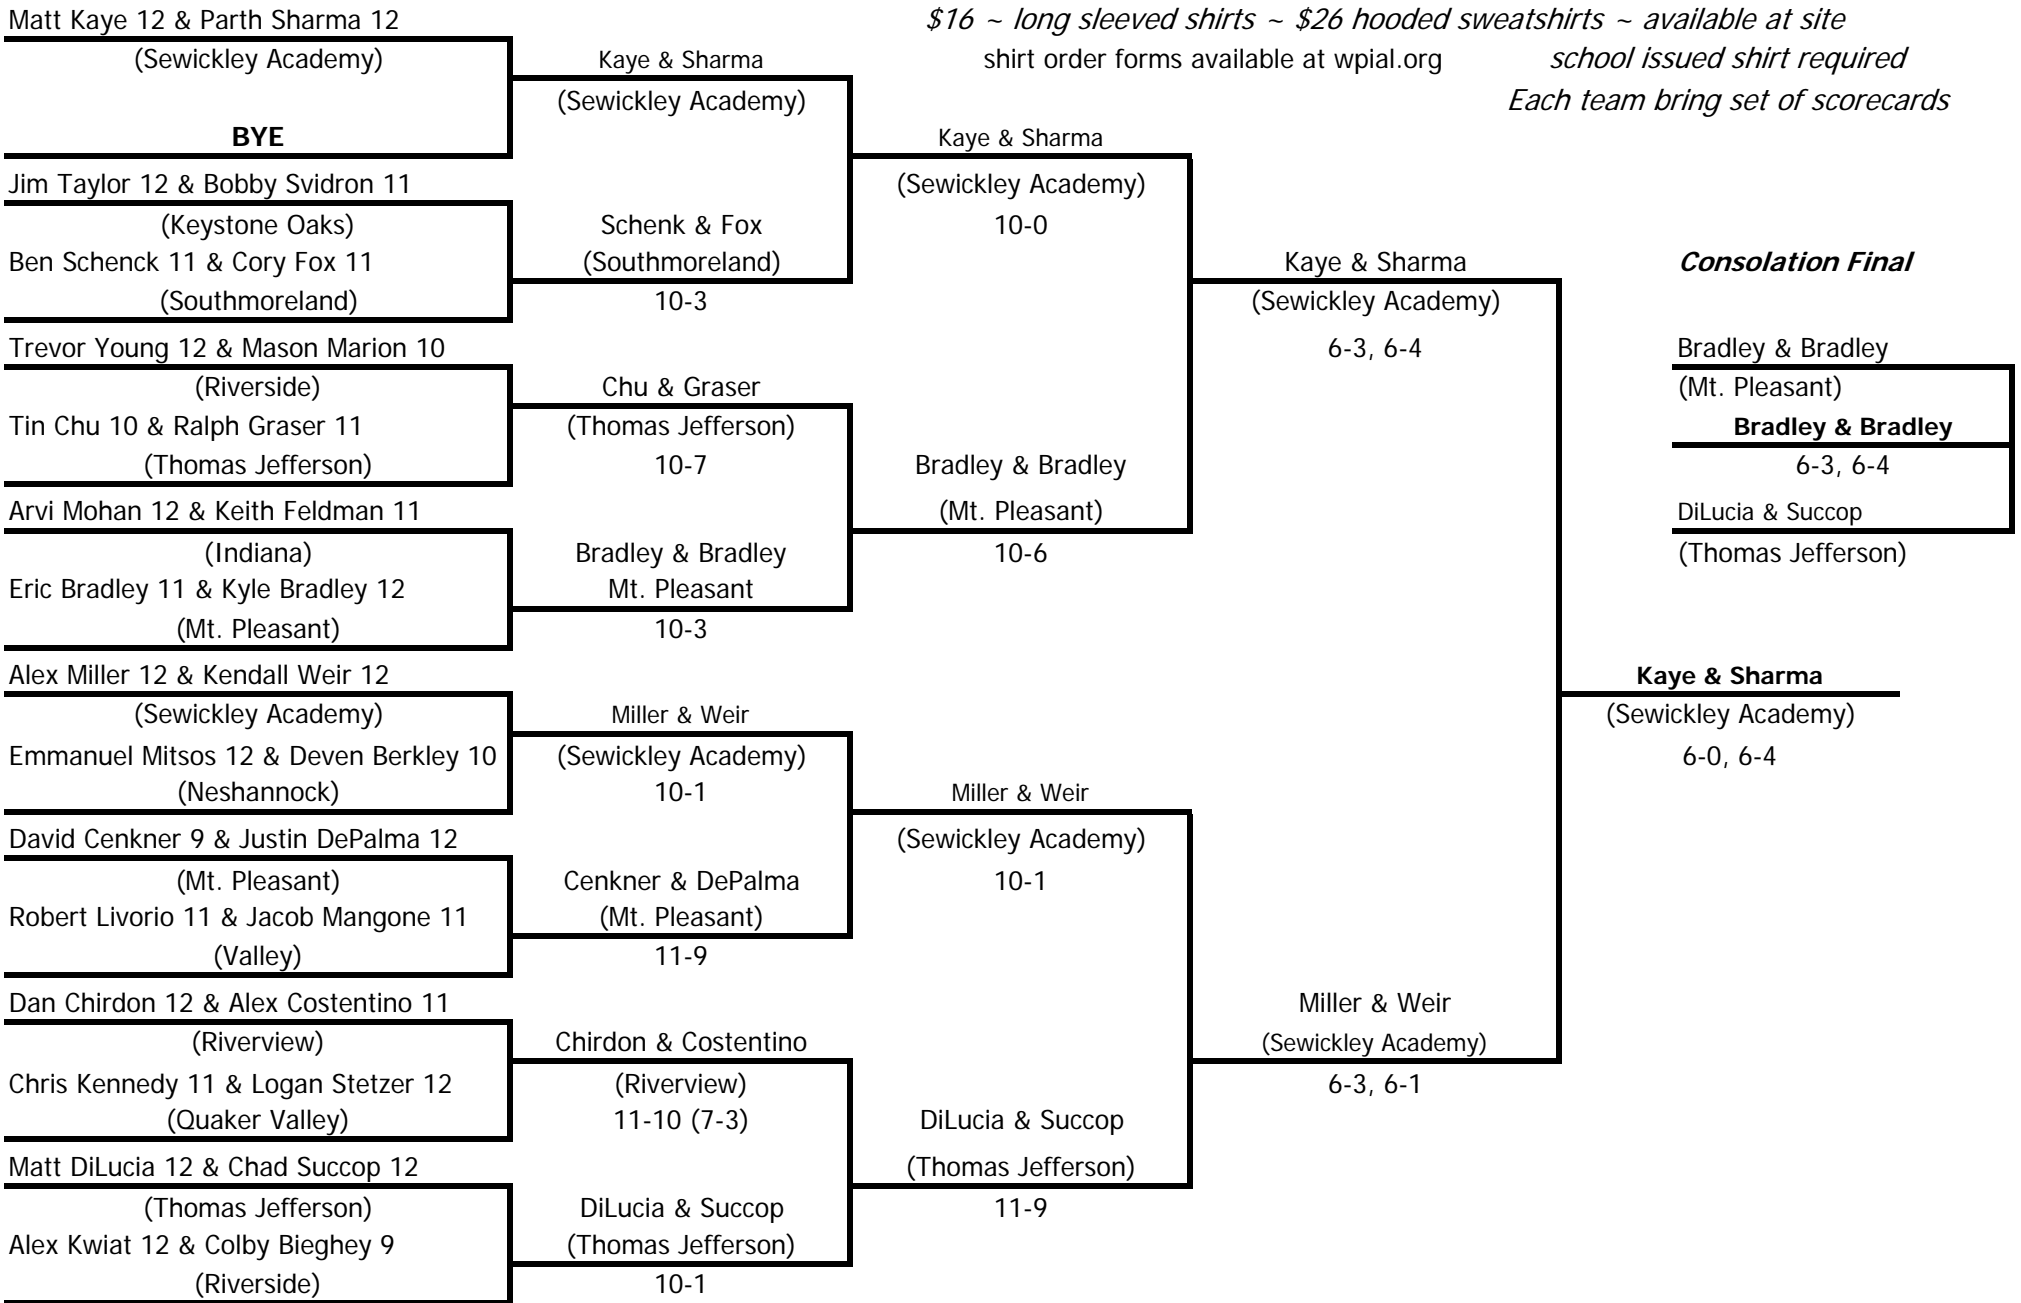 Matt Kaye 12 & Parth Sharma 12
(Sewickley Academy)
BYE
Jim Taylor 12 & Bobby Svidron 11
(Keystone Oaks)
Ben Schenck 11 & Cory Fox 11
(Southmoreland)
Trevor Young 12 & Mason Marion 10
(Riverside)
Tin Chu 10 & Ralph Graser 11
(Thomas Jefferson)
Arvi Mohan 12 & Keith Feldman 11
(Indiana)
Eric Bradley 11 & Kyle Bradley 12
(Mt. Pleasant)
Alex Miller 12 & Kendall Weir 12
(Sewickley Academy)
Emmanuel Mitsos 12 & Deven Berkley 10
(Neshannock)
David Cenkner 9 & Justin DePalma 12
(Mt. Pleasant)
Robert Livorio 11 & Jacob Mangone 11
(Valley)
Dan Chirdon 12 & Alex Costentino 11
(Riverview)
Chris Kennedy 11 & Logan Stetzer 12
(Quaker Valley)
Matt DiLucia 12 & Chad Succop 12
(Thomas Jefferson)
Alex Kwiat 12 & Colby Bieghey 9
(Riverside)
Kaye & Sharma
(Sewickley Academy)
Schenk & Fox
(Southmoreland)
10-3
Chu & Graser
(Thomas Jefferson)
10-7
Bradley & Bradley
Mt. Pleasant
10-3
Miller & Weir
(Sewickley Academy)
10-1
Cenkner & DePalma
(Mt. Pleasant)
11-9
Chirdon & Costentino
(Riverview)
11-10 (7-3)
DiLucia & Succop
(Thomas Jefferson)
10-1
$16 ~ long sleeved shirts ~ $26 hooded sweatshirts ~ available at site
shirt order forms available at wpial.org school issued shirt required
Each team bring set of scorecards
Kaye & Sharma
(Sewickley Academy)
10-0
Bradley & Bradley
(Mt. Pleasant)
10-6
Miller & Weir
(Sewickley Academy)
10-1
DiLucia & Succop
(Thomas Jefferson)
11-9
Kaye & Sharma
(Sewickley Academy)
6-3, 6-4
Miller & Weir
(Sewickley Academy)
6-3, 6-1
Consolation Final
Bradley & Bradley
(Mt. Pleasant)
Bradley & Bradley
6-3, 6-4
DiLucia & Succop
(Thomas Jefferson)
Kaye & Sharma
(Sewickley Academy)
6-0, 6-4